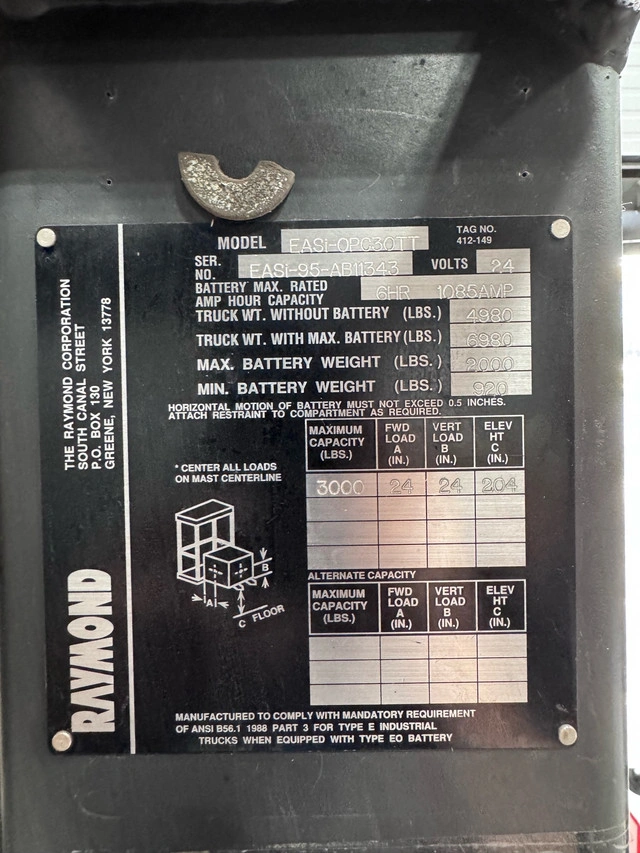 MODEL EASi-OPC30TT
TAG NO.
412-149
SER.
NO. EASi-95-AB11343 VOLTS 24
BATTERY MAX. RATED
AMP HOUR CAPACITY 6HR 1085AMP
TRUCK WT. WITHOUT BATTERY (LBS.) 4980
TRUCK WT. WITH MAX. BATTERY (LBS.) 6980
MAX. BATTERY WEIGHT (LBS.) 2000
MIN. BATTERY WEIGHT (LBS.) 920
HORIZONTAL MOTION OF BATTERY MUST NOT EXCEED 0.5 INCHES.
ATTACH RESTRAINT TO COMPARTMENT AS REQUIRED.
MAXIMUM CAPACITY (LBS.) FWD LOAD A (IN.) VERT LOAD B (IN.) ELEV HT C (IN.)
3000 24 24 204
* CENTER ALL LOADS
ON MAST CENTERLINE
B
A
C FLOOR
ALTERNATE CAPACITY
MAXIMUM CAPACITY (LBS.) FWD LOAD A (IN.) VERT LOAD B (IN.) ELEV HT C (IN.)
MANUFACTURED TO COMPLY WITH MANDATORY REQUIREMENT
OF ANSI B56.1 1988 PART 3 FOR TYPE E INDUSTRIAL
TRUCKS WHEN EQUIPPED WITH TYPE EO BATTERY
RAYMOND
THE RAYMOND CORPORATION
SOUTH CANAL STREET
P.O. BOX 130
GREENE, NEW YORK 13778